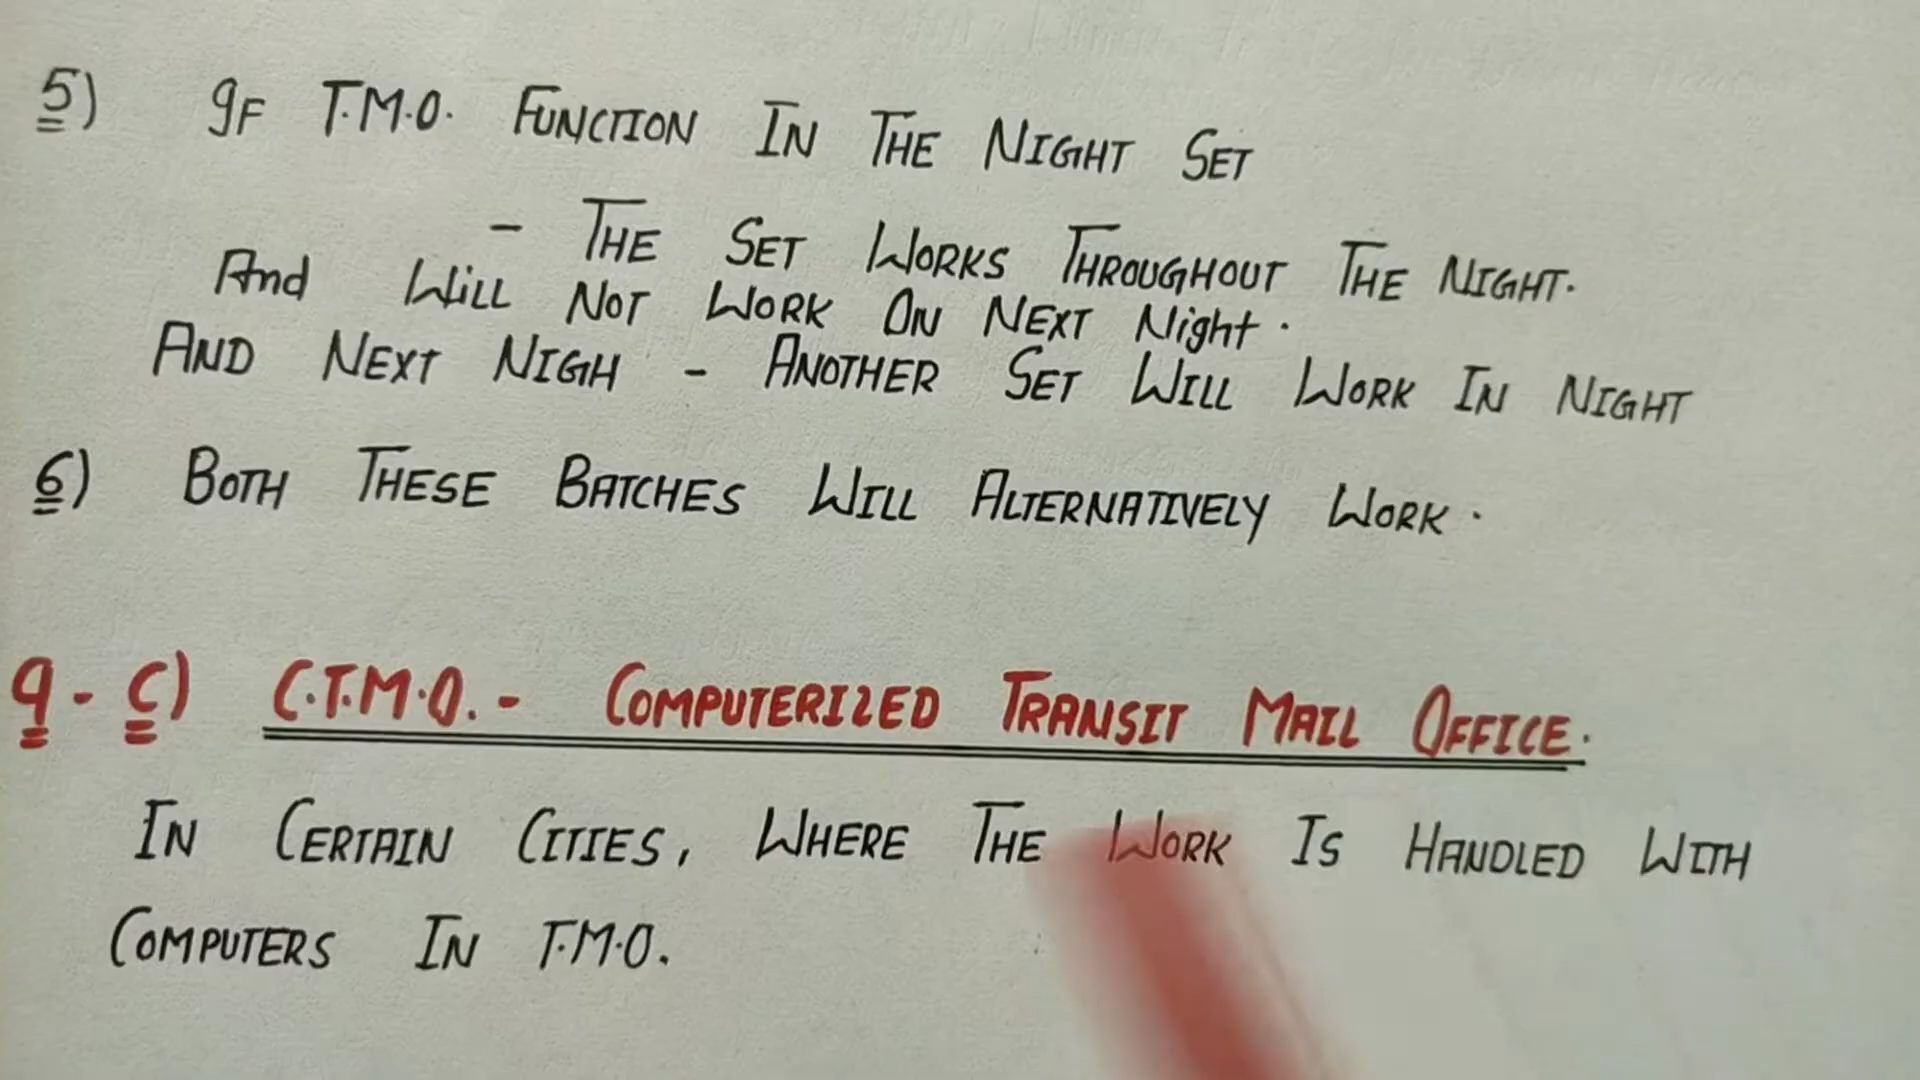 5) If T.M.O. FUNCTION IN THE NIGHT SET
- THE SET WORKS THROUGHOUT THE NIGHT.
And WILL NOT WORK ON NEXT Night.
AND NEXT NIGH - ANOTHER SET WILL WORK IN NIGHT
6) BOTH THESE BATCHES WILL ALTERNATIVELY WORK.
9-C) C.T.M.O. - COMPUTERIZED TRANSIT MAIL OFFICE.
IN CERTAIN CITIES, WHERE THE WORK IS HANDLED WITH
COMPUTERS IN T.M.O.